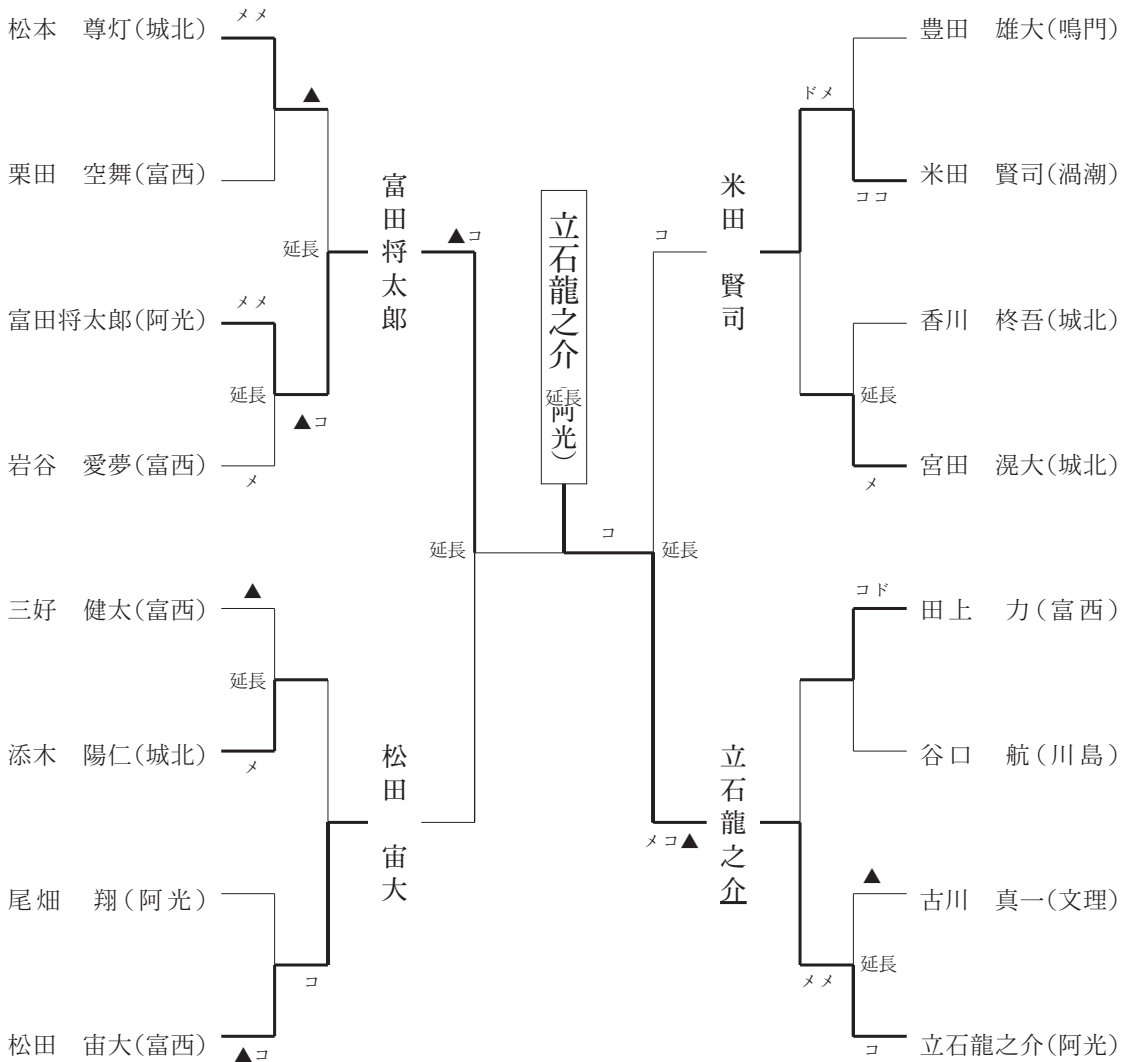 メメ
松本　尊灯(城北)
▲
栗田　空舞(富西)
延長
メメ
富田将太郎(阿光)
延長
▲コ
岩谷　愛夢(富西)
メ
▲
三好　健太(富西)
延長
添木　陽仁(城北)
メ
尾畑　翔(阿光)
コ
松田　宙大(富西)
▲コ
富田将太郎
▲コ
松田　宙大
延長
立石龍之介(阿光)
延長
コ
延長
コ
米田　賢司
メコ▲
立石龍之介
豊田　雄大(鳴門)
ドメ
米田　賢司(渦潮)
ココ
香川　柊吾(城北)
延長
宮田　滉大(城北)
メ
コド
田上　力(富西)
谷口　航(川島)
▲
古川　真一(文理)
延長
メメ
立石龍之介(阿光)
コ